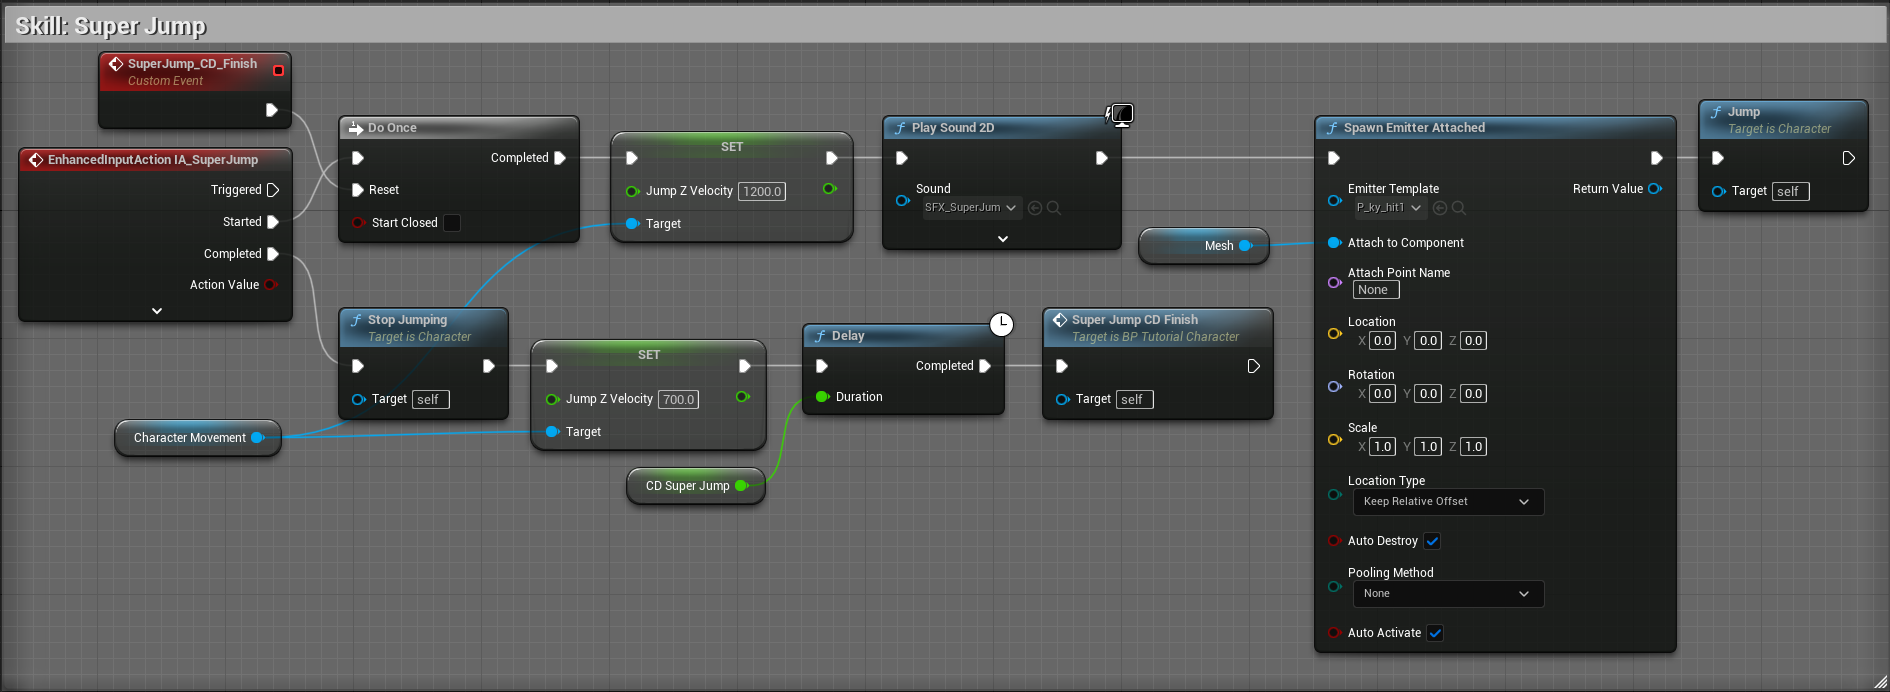 Skill: Super Jump
SuperJump_CD_Finish
Custom Event
EnhancedInputAction IA_SuperJump
Triggered
Started
Completed
Action Value
Do Once
Completed
Reset
Start Closed
SET
Jump Z Velocity 1200.0
Target
Play Sound 2D
Sound
SFX_SuperJum
Mesh
Spawn Emitter Attached
Emitter Template
P_ky_hit1
Return Value
Attach to Component
Attach Point Name
None
Location
X 0.0 Y 0.0 Z 0.0
Rotation
X 0.0 Y 0.0 Z 0.0
Scale
X 1.0 Y 1.0 Z 1.0
Location Type
Keep Relative Offset
Auto Destroy
Pooling Method
None
Auto Activate
Jump
Target is Character
Target self
Stop Jumping
Target is Character
Target self
Character Movement
SET
Jump Z Velocity 700.0
Target
CD Super Jump
Delay
Completed
Duration
Super Jump CD Finish
Target is BP Tutorial Character
Target self